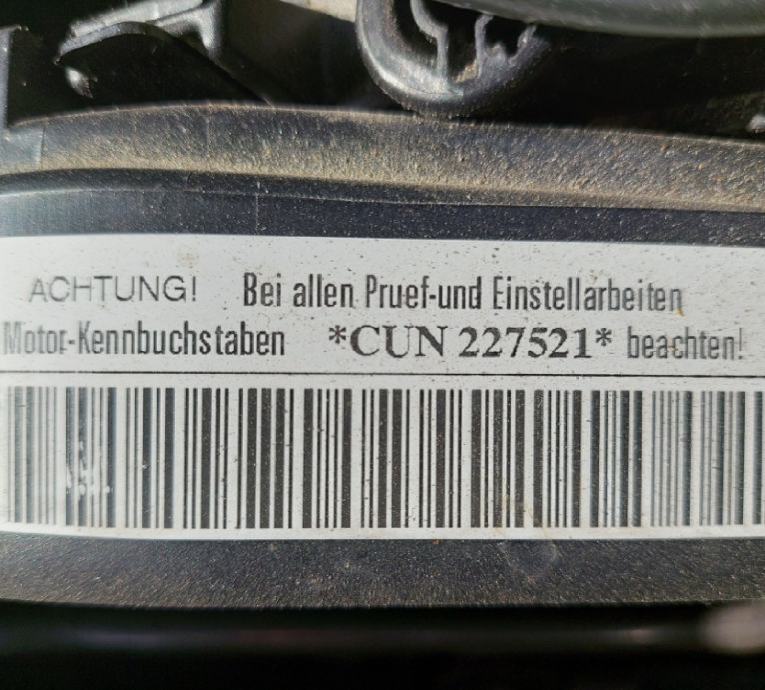 ACHTUNG! Bei allen Pruef-und Einstellarbeiten
Motor-Kennbuchstaben *CUN 227521* beachten!